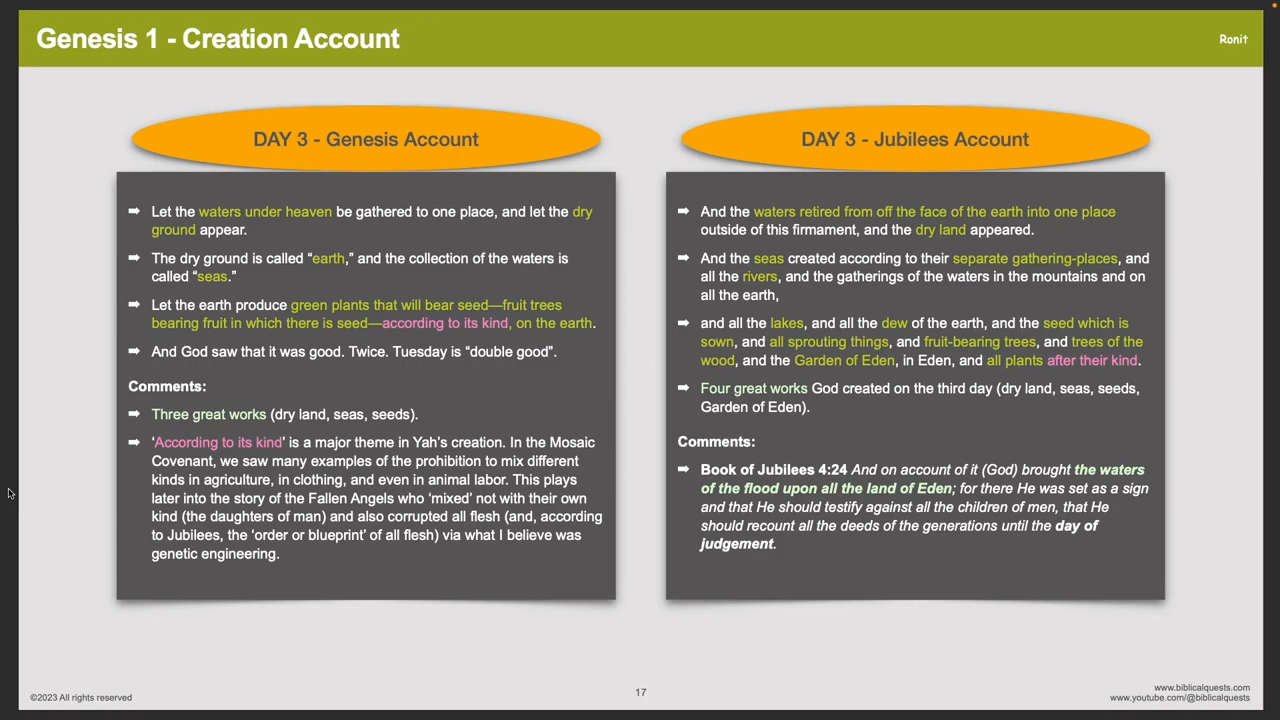 Genesis 1 - Creation Account
Ronit
DAY 3 - Genesis Account
➡ Let the waters under heaven be gathered to one place, and let the dry
ground appear.
➡ The dry ground is called “earth,” and the collection of the waters is
called “seas.”
➡ Let the earth produce green plants that will bear seed—fruit trees
bearing fruit in which there is seed—according to its kind, on the earth.
➡ And God saw that it was good. Twice. Tuesday is “double good”.
Comments:
➡ Three great works (dry land, seas, seeds).
➡ ‘According to its kind’ is a major theme in Yah’s creation. In the Mosaic
Covenant, we saw many examples of the prohibition to mix different
kinds in agriculture, in clothing, and even in animal labor. This plays
later into the story of the Fallen Angels who ‘mixed’ not with their own
kind (the daughters of man) and also corrupted all flesh (and, according
to Jubilees, the ‘order or blueprint’ of all flesh) via what I believe was
genetic engineering.
DAY 3 - Jubilees Account
➡ And the waters retired from off the face of the earth into one place
outside of this firmament, and the dry land appeared.
➡ And the seas created according to their separate gathering-places, and
all the rivers, and the gatherings of the waters in the mountains and on
all the earth,
➡ and all the lakes, and all the dew of the earth, and the seed which is
sown, and all sprouting things, and fruit-bearing trees, and trees of the
wood, and the Garden of Eden, in Eden, and all plants after their kind.
➡ Four great works God created on the third day (dry land, seas, seeds,
Garden of Eden).
Comments:
➡ Book of Jubilees 4:24 And on account of it (God) brought the waters
of the flood upon all the land of Eden; for there He was set as a sign
and that He should testify against all the children of men, that He
should recount all the deeds of the generations until the day of
judgement.
©2023 All rights reserved
17
www.biblicalquests.com
www.youtube.com/@biblicalquests